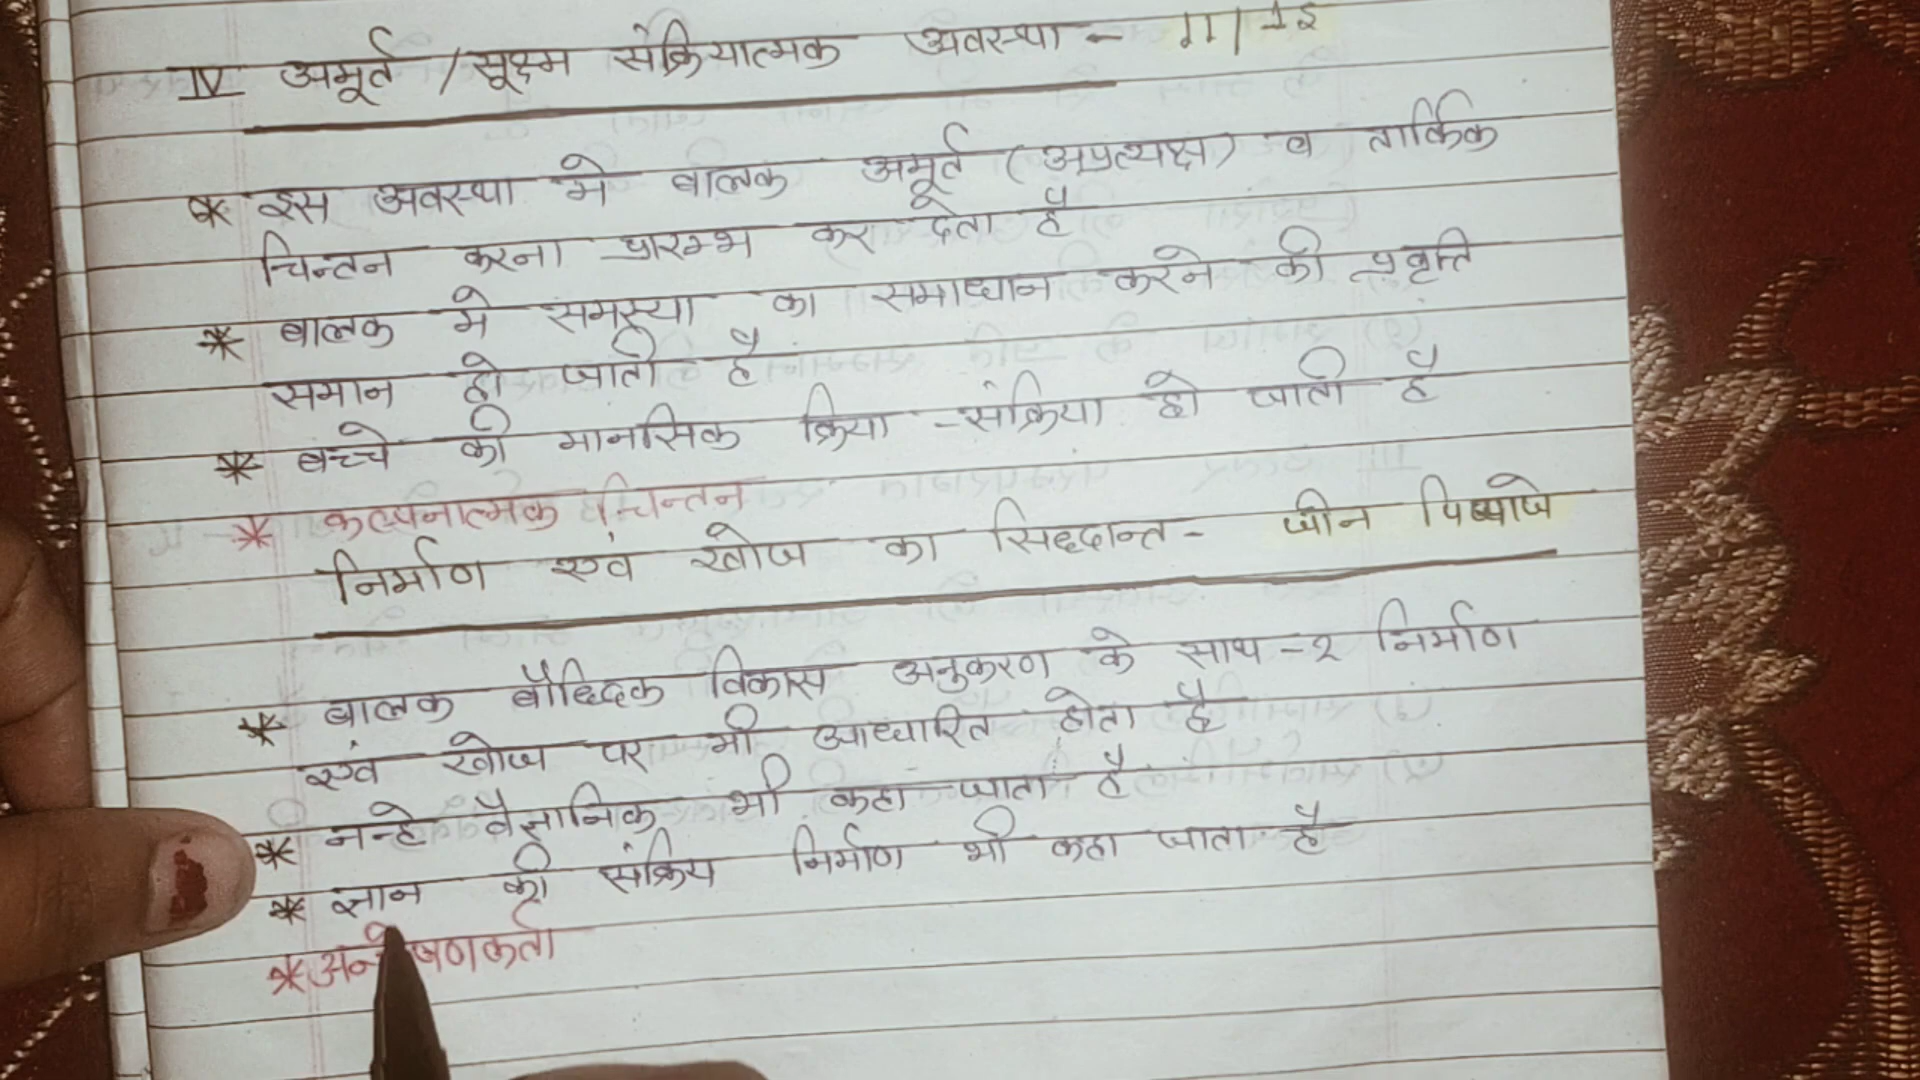 IV अमूर्त / सूक्ष्म संक्रियात्मक अवस्था - 11/15
* इस अवस्था मे बालक अमूर्त (अप्रत्यक्ष) व तार्किक
चिन्तन करना प्रारम्भ कर देता है
* बालक मे समस्या का समाधान करने की प्रवृत्ति
समान हो जाती है
* बच्चे की मानसिक क्रिया - संक्रिया हो जाती है
* कल्पनात्मक चिन्तन
निर्माण एवं खोज का सिद्दान्त - जीन पियाजे
* बालक बौद्दिक विकास अनुकरण के साथ - २ निर्माण
एवं खोज पर भी आधारित होता है
* नन्हे वैज्ञानिक भी कहा जाता है
* ज्ञान की सक्रिय निर्माण भी कहा जाता है